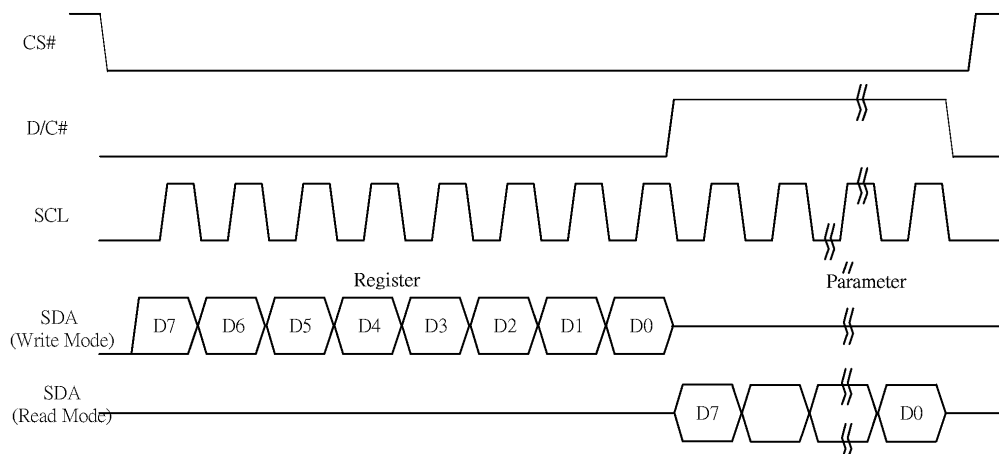 CS#
D/C#
SCL
Register Parameter
SDA
(Write Mode)
D7 D6 D5 D4 D3 D2 D1 D0
SDA
(Read Mode)
D7 D0